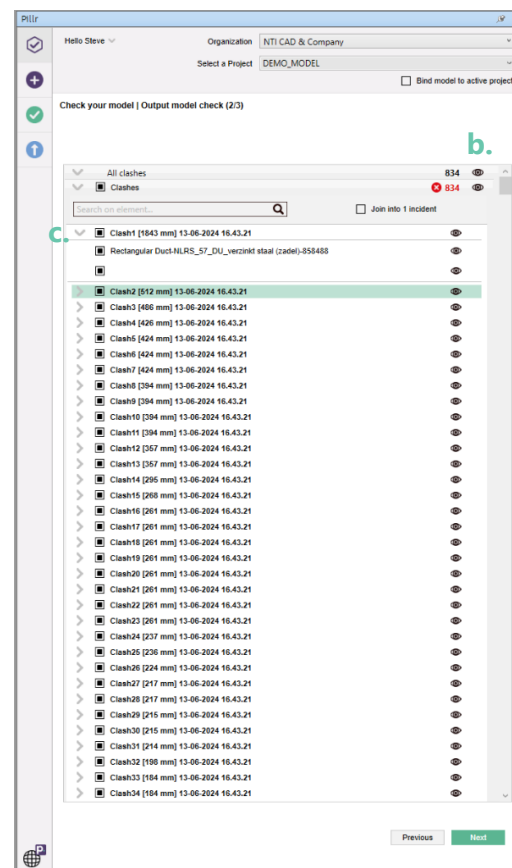 Pillr
Hello Steve
Organization NTI CAD & Company
Select a Project DEMO_MODEL
Bind model to active project
Check your model | Output model check (2/3)
b.
All clashes 834
Clashes 834
Search on element... Join into 1 incident
c.
Clash1 [1843 mm] 13-06-2024 16.43.21
Rectangular Duct-NLRS_57_DU_verzinkt staal (zadel)-858488
Clash2 [512 mm] 13-06-2024 16.43.21
Clash3 [486 mm] 13-06-2024 16.43.21
Clash4 [426 mm] 13-06-2024 16.43.21
Clash5 [424 mm] 13-06-2024 16.43.21
Clash6 [424 mm] 13-06-2024 16.43.21
Clash7 [424 mm] 13-06-2024 16.43.21
Clash8 [394 mm] 13-06-2024 16.43.21
Clash9 [394 mm] 13-06-2024 16.43.21
Clash10 [394 mm] 13-06-2024 16.43.21
Clash11 [394 mm] 13-06-2024 16.43.21
Clash12 [357 mm] 13-06-2024 16.43.21
Clash13 [357 mm] 13-06-2024 16.43.21
Clash14 [295 mm] 13-06-2024 16.43.21
Clash15 [268 mm] 13-06-2024 16.43.21
Clash16 [261 mm] 13-06-2024 16.43.21
Clash17 [261 mm] 13-06-2024 16.43.21
Clash18 [261 mm] 13-06-2024 16.43.21
Clash19 [261 mm] 13-06-2024 16.43.21
Clash20 [261 mm] 13-06-2024 16.43.21
Clash21 [261 mm] 13-06-2024 16.43.21
Clash22 [261 mm] 13-06-2024 16.43.21
Clash23 [261 mm] 13-06-2024 16.43.21
Clash24 [237 mm] 13-06-2024 16.43.21
Clash25 [236 mm] 13-06-2024 16.43.21
Clash26 [224 mm] 13-06-2024 16.43.21
Clash27 [217 mm] 13-06-2024 16.43.21
Clash28 [217 mm] 13-06-2024 16.43.21
Clash29 [215 mm] 13-06-2024 16.43.21
Clash30 [215 mm] 13-06-2024 16.43.21
Clash31 [214 mm] 13-06-2024 16.43.21
Clash32 [198 mm] 13-06-2024 16.43.21
Clash33 [184 mm] 13-06-2024 16.43.21
Clash34 [184 mm] 13-06-2024 16.43.21
Previous Next
P